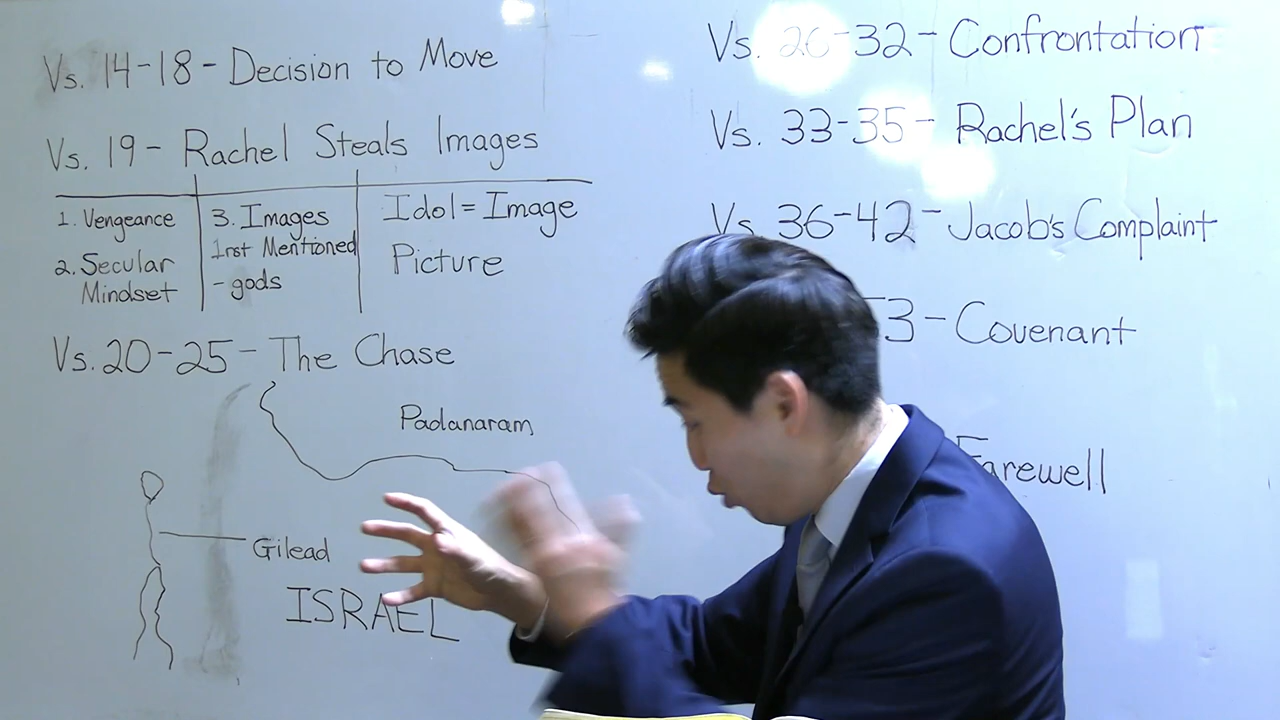 Vs. 14-18 - Decision to Move
Vs. 19 - Rachel Steals Images
1. Vengeance
2. Secular
Mindset
3. Images
1rst Mentioned
- gods
Idol = Image
Picture
Vs. 20-25 - The Chase
Padanaram
Gilead
ISRAEL
Vs. 26-32 - Confrontation
Vs. 33-35 - Rachel's Plan
Vs. 36-42 - Jacob's Complaint
3 - Covenant
Farewell